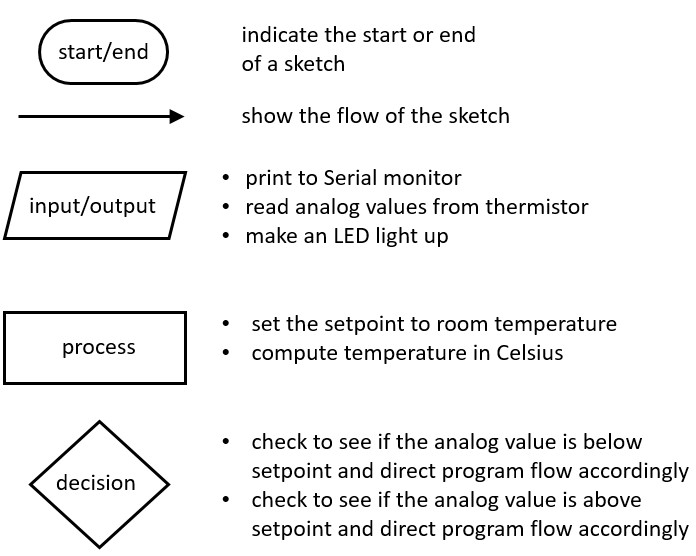 start/end
indicate the start or end
of a sketch
show the flow of the sketch
input/output
• print to Serial monitor
• read analog values from thermistor
• make an LED light up
process
• set the setpoint to room temperature
• compute temperature in Celsius
decision
• check to see if the analog value is below
setpoint and direct program flow accordingly
• check to see if the analog value is above
setpoint and direct program flow accordingly